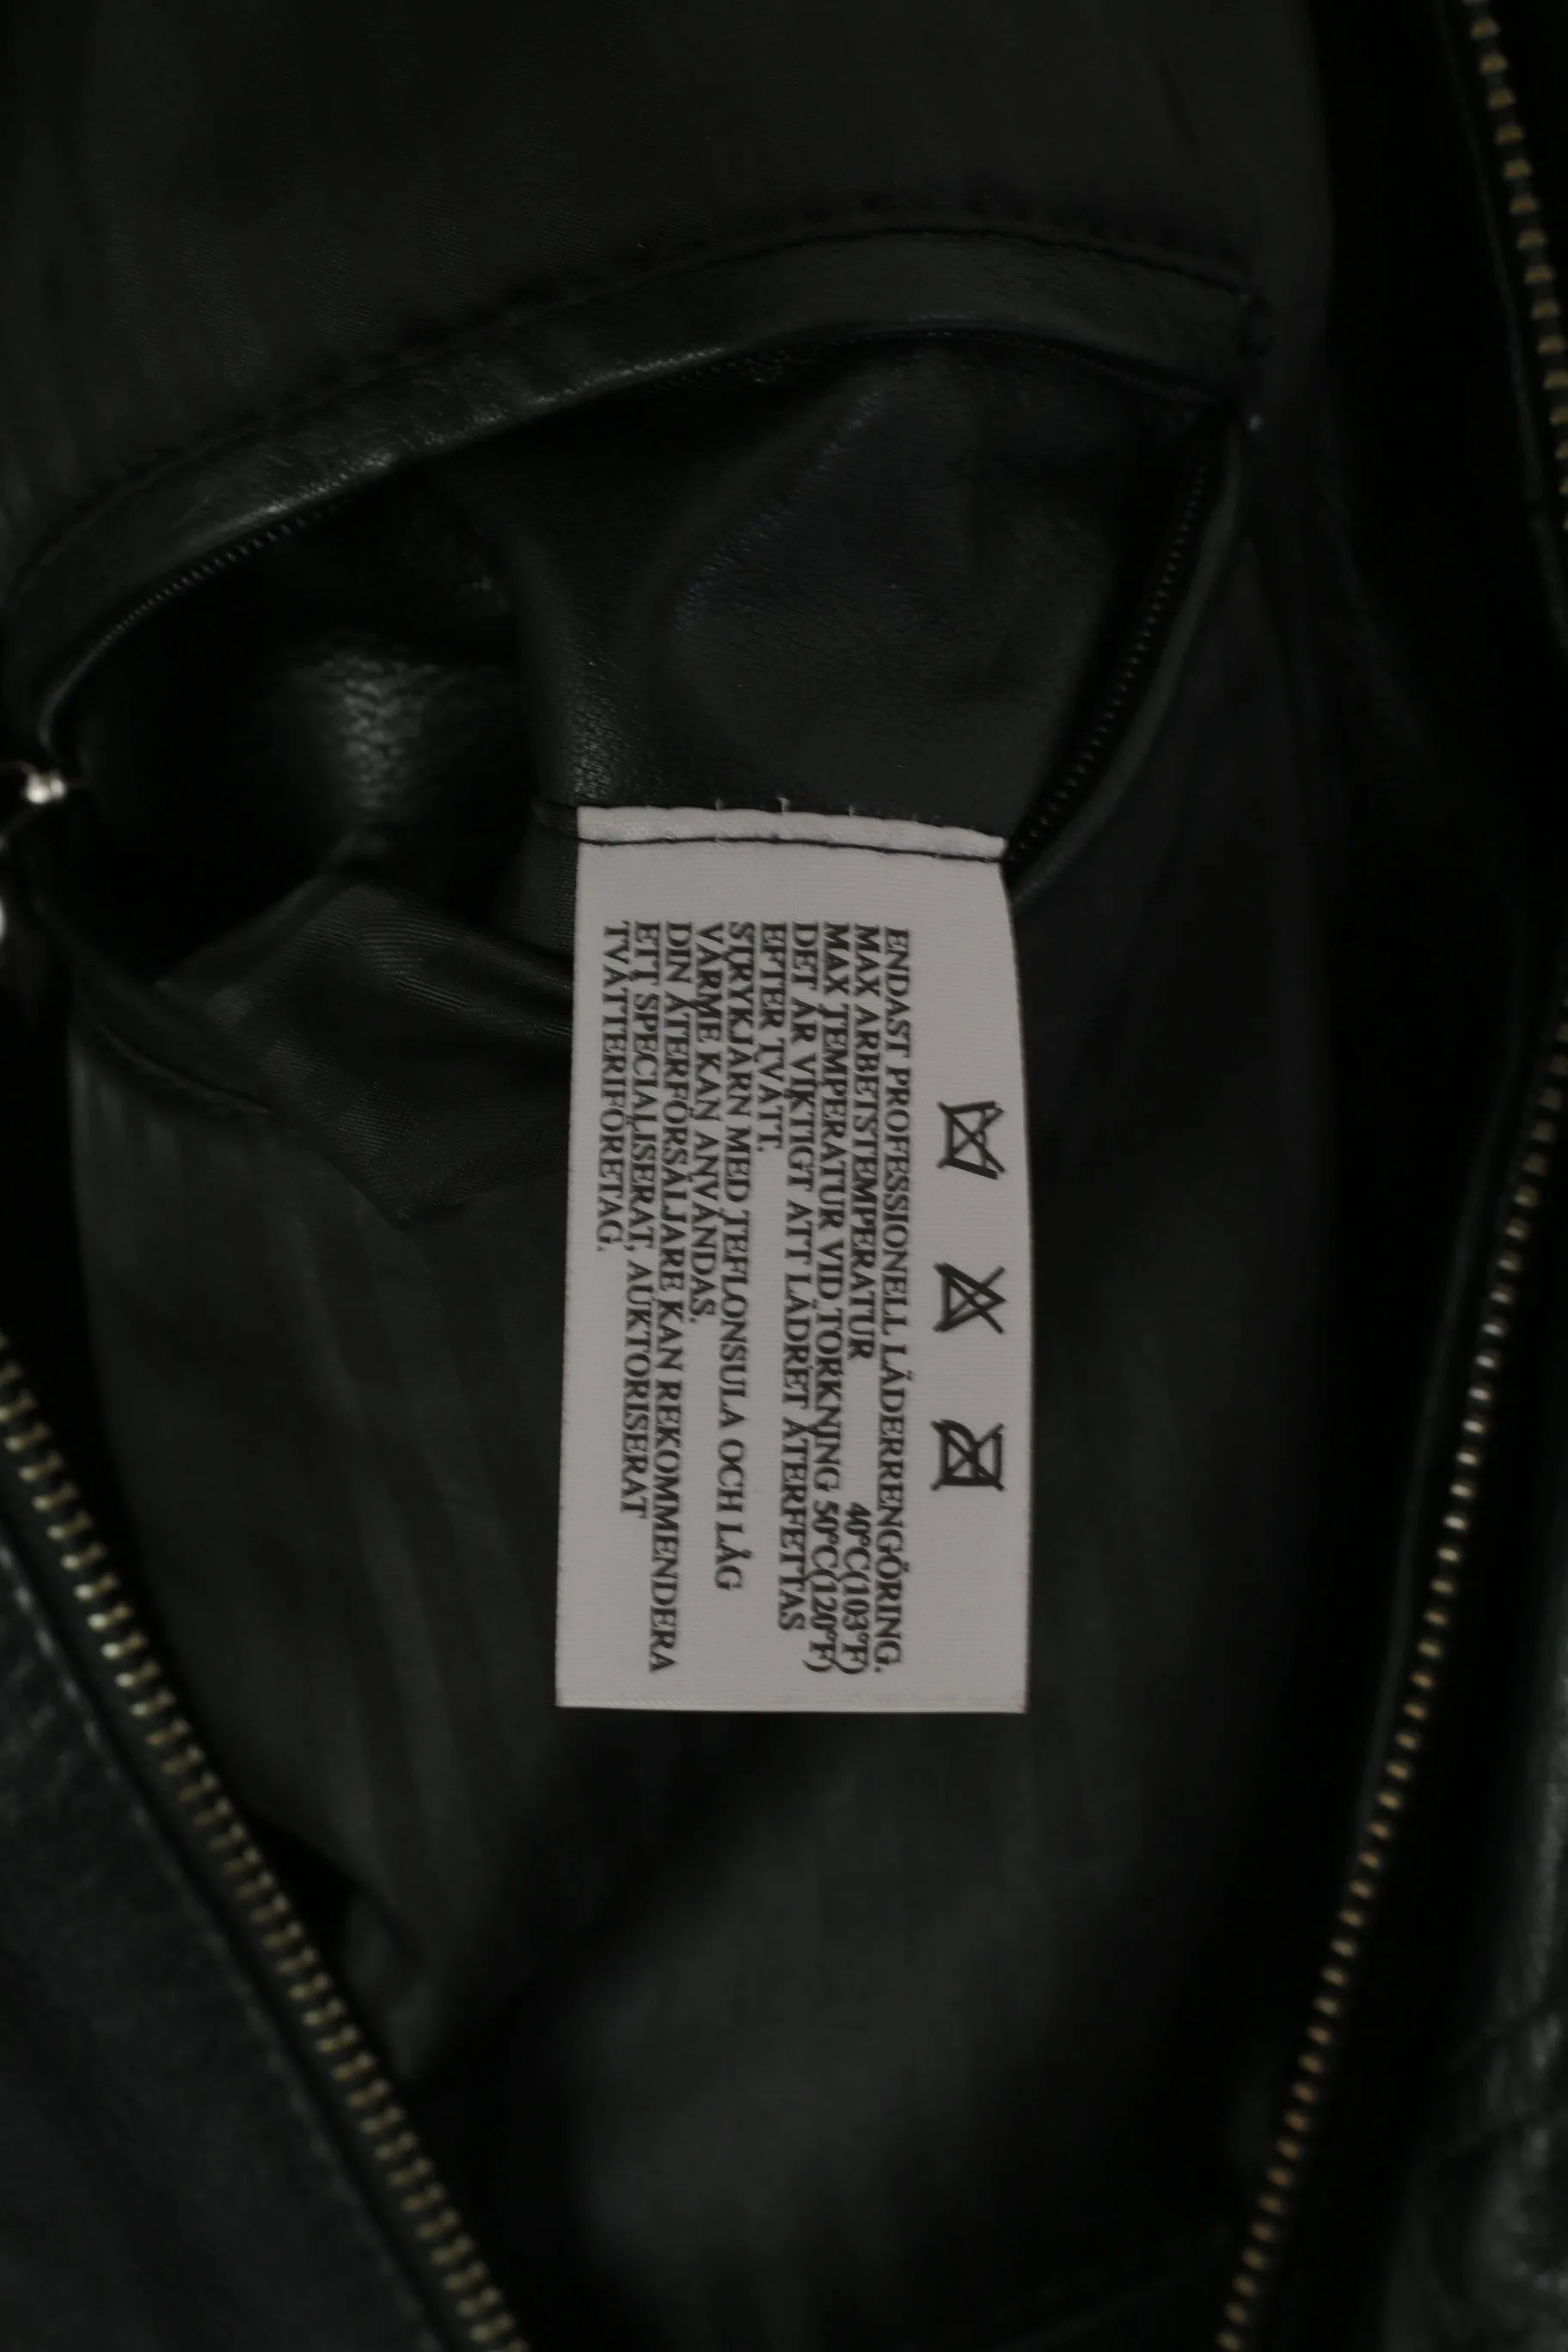 ENDAST PROFESSIONELL LÄDERRENGÖRING.
MAX ARBETSTEMPERATUR 40°C(103°F)
MAX TEMPERATUR VID TORKNING 50°C(120°F)
DET ÄR VIKTIGT ATT LÄDRET ÅTERFETTAS
EFTER TVÄTT.
STRYKJÄRN MED TEFLONSULA OCH LÅG
VÄRME KAN ANVÄNDAS.
DIN ÅTERFÖRSÄLJARE KAN REKOMMENDERA
ETT SPECIALISERAT, AUKTORISERAT
TVÄTTERIFÖRETAG.